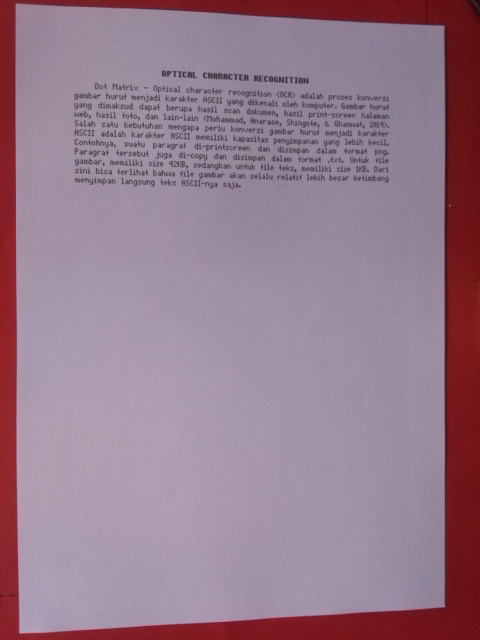 OPTICAL CHARACTER RECOGNITION
Dot Matrix - Optical character recognition (OCR) adalah proses konversi
gambar huruf menjadi karakter ASCII yang dikenali oleh komputer. Gambar huruf
yang dimaksud dapat berupa hasil scan dokumen, hasil print-screen halaman
web, hasil foto, dan lain-lain (Mohammad, Anarase, Shingote, & Ghanwat, 2014).
Salah satu kebutuhan mengapa perlu konversi gambar huruf menjadi karakter
ASCII adalah karakter ASCII memiliki kapasitas penyimpanan yang lebih kecil.
Contohnya, suatu paragraf di-printscreen dan disimpan dalam format png.
Paragraf tersebut juga di-copy dan disimpan dalam format .txt. Untuk file
gambar, memiliki size 92KB, sedangkan untuk file teks, memiliki size 1KB. Dari
sini bisa terlihat bahwa file gambar akan selalu relatif lebih besar ketimbang
menyimpan langsung teks ASCII-nya saja.